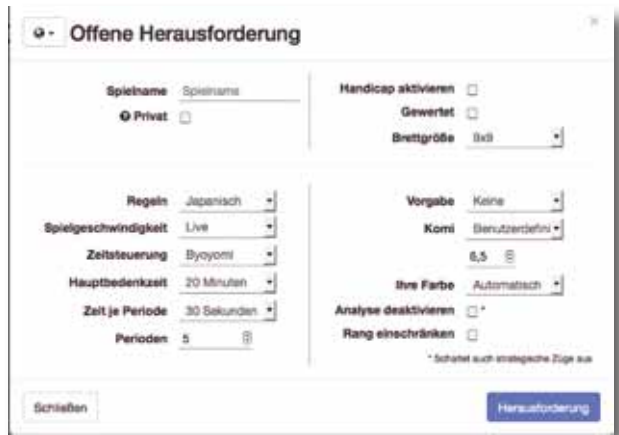 Offene Herausforderung
×
Spielname Spielname
Privat
Handicap aktivieren
Gewertet
Brettgröße 9x9
Regeln Japanisch
Spielgeschwindigkeit Live
Zeitsteuerung Byoyomi
Hauptbedenkzeit 20 Minuten
Zeit je Periode 30 Sekunden
Perioden 5
Vorgabe Keine
Komi Benutzerdefini
6,5
Ihre Farbe Automatisch
Analyse deaktivieren *
Rang einschränken
* Schaltet auch strategische Züge aus
Schließen
Herausforderung